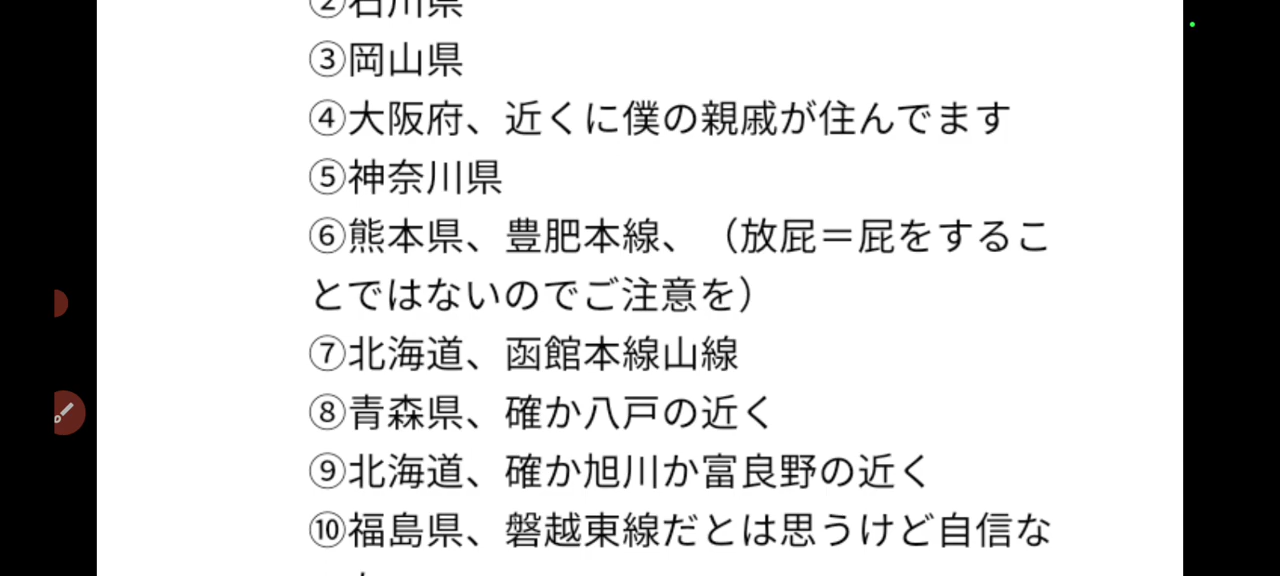 ②石川県
③岡山県
④大阪府、近くに僕の親戚が住んでます
⑤神奈川県
⑥熊本県、豊肥本線、（放屁＝屁をするこ
とではないのでご注意を）
⑦北海道、函館本線山線
⑧青森県、確か八戸の近く
⑨北海道、確か旭川か富良野の近く
⑩福島県、磐越東線だとは思うけど自信な